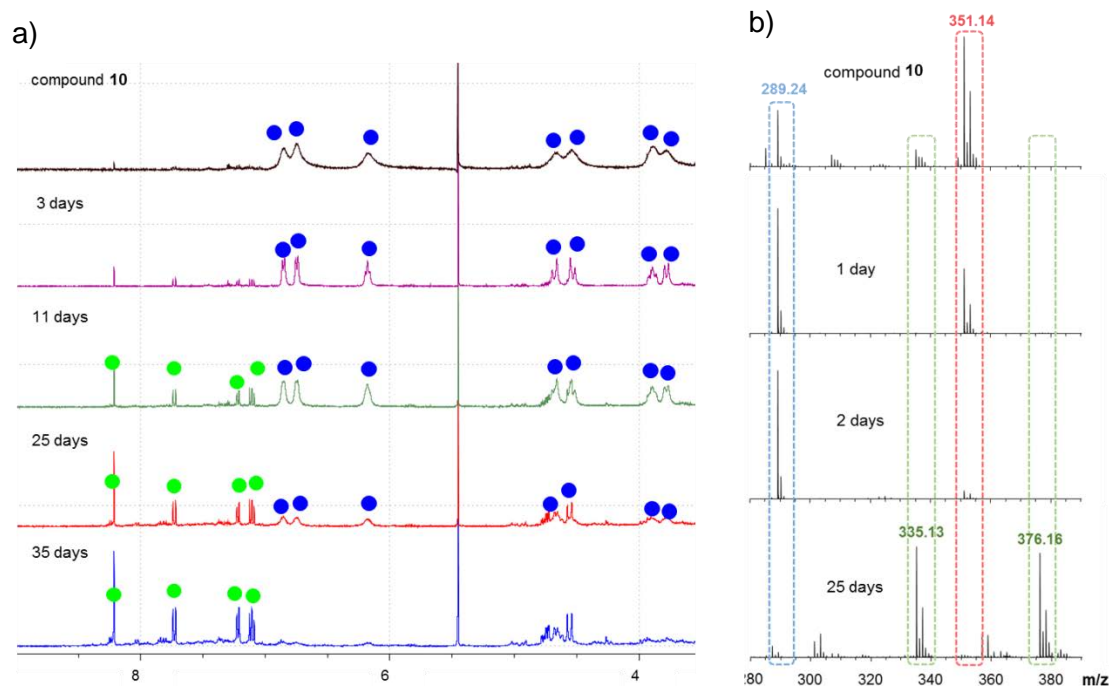 a)
compound 10
3 days
11 days
25 days
35 days
8
6
4
b)
351.14
compound 10
289.24
1 day
2 days
335.13
376.16
25 days
280
300
320
340
360
380
m/z